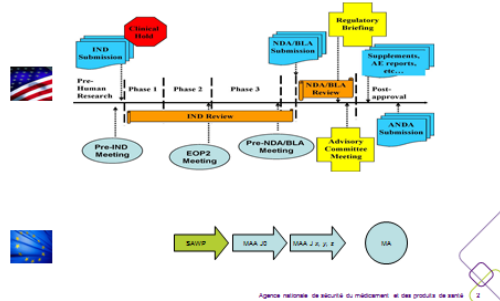 Clinical
Hold
Regulatory
Briefing
IND
Submission
NDA/BLA
Submission
Supplements,
AE reports,
etc...
Pre-
Human
Research
Phase 1
Phase 2
Phase 3
NDA/BLA
Review
Post-
approval
IND Review
ANDA
Submission
Pre-IND
Meeting
EOP2
Meeting
Pre-NDA/BLA
Meeting
Advisory
Committee
Meeting
SAWP
MAA J0
MAA J x, y, z
MA
Agence nationale de sécurité du médicament et des produits de santé 2